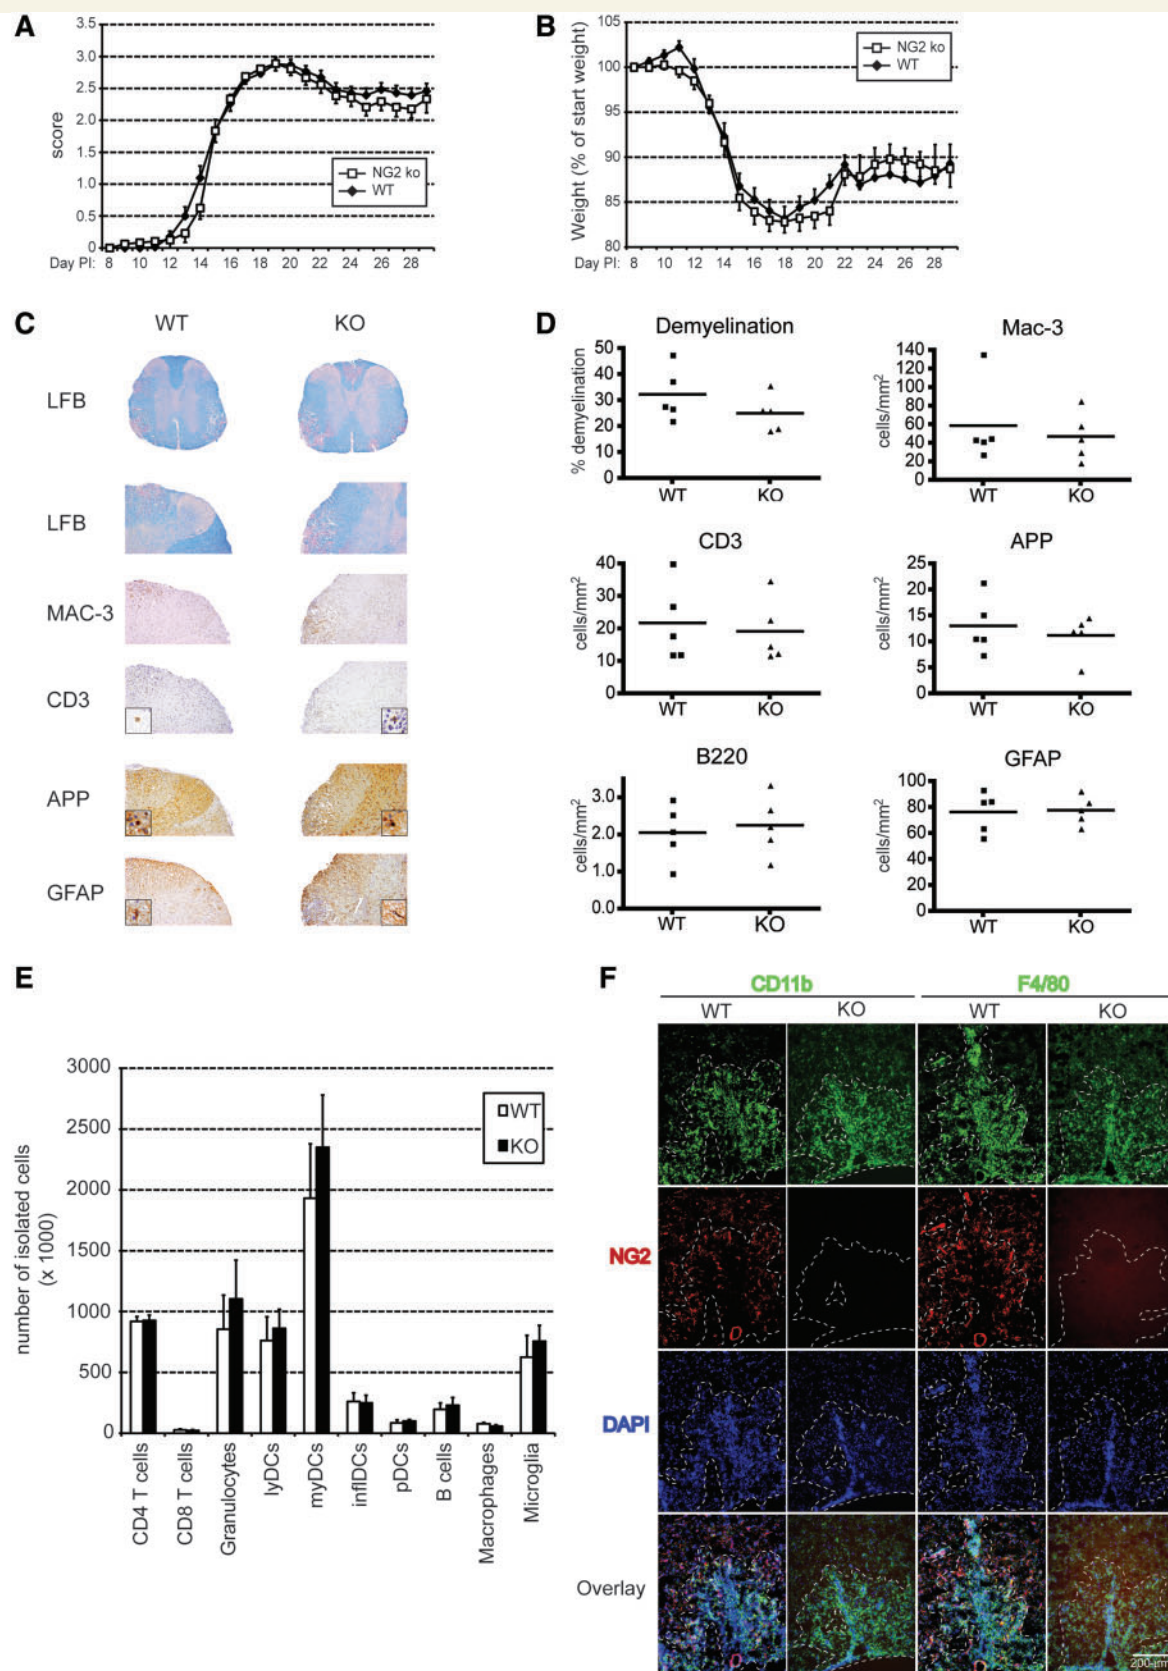 A
3.5
3.0
2.5
2.0
1.5
1.0
0.5
0
score
NG2 ko
WT
Day PI: 8 10 12 14 16 18 20 22 24 26 28
B
105
100
95
90
85
80
Weight (% of start weight)
NG2 ko
WT
Day PI: 8 10 12 14 16 18 20 22 24 26 28
C
WT KO
LFB
LFB
MAC-3
CD3
APP
GFAP
D
Demyelination
50
40
30
20
10
0
% demyelination
WT KO
Mac-3
140
120
100
80
60
40
20
0
cells/mm²
WT KO
CD3
40
30
20
10
0
cells/mm²
WT KO
APP
25
20
15
10
5
0
cells/mm²
WT KO
B220
3.0
2.0
1.0
0.0
cells/mm²
WT KO
GFAP
100
80
60
40
20
0
cells/mm²
WT KO
E
3000
2500
2000
1500
1000
500
0
number of isolated cells
(x 1000)
WT
KO
CD4 T cells
CD8 T cells
Granulocytes
lyDCs
myDCs
inflDCs
pDCs
B cells
Macrophages
Microglia
F
CD11b F4/80
WT KO WT KO
NG2
DAPI
Overlay
200 µm